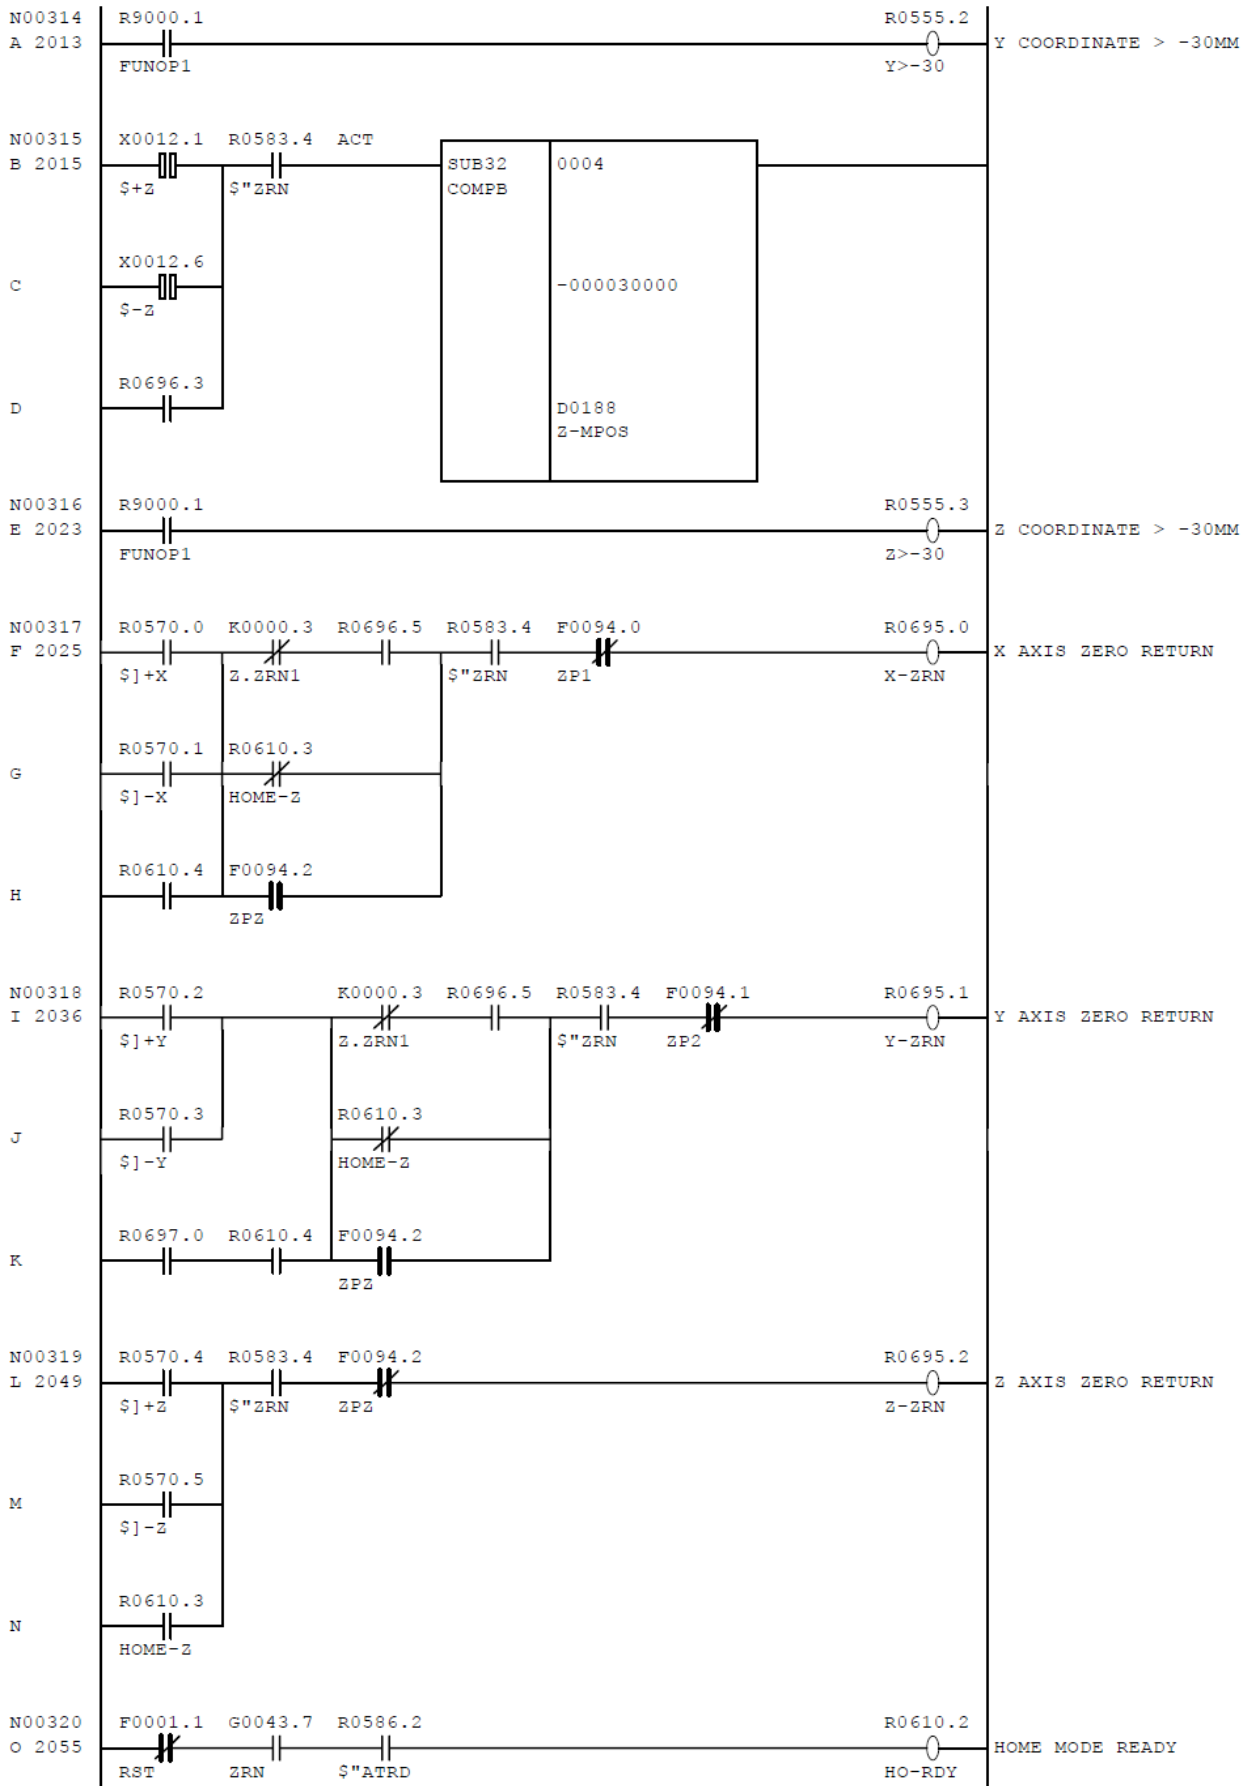 N00314 R9000.1 R0555.2
A 2013 Y COORDINATE > -30MM
FUNOP1 Y>-30
N00315 X0012.1 R0583.4 ACT
B 2015 SUB32 0004
$+Z $"ZRN COMPB
X0012.6
C -000030000
$-Z
R0696.3
D D0188
Z-MPOS
N00316 R9000.1 R0555.3
E 2023 Z COORDINATE > -30MM
FUNOP1 Z>-30
N00317 R0570.0 K0000.3 R0696.5 R0583.4 F0094.0 R0695.0
F 2025 X AXIS ZERO RETURN
$]+X Z.ZRN1 $"ZRN ZP1 X-ZRN
R0570.1 R0610.3
G
$]-X HOME-Z
R0610.4 F0094.2
H
ZPZ
N00318 R0570.2 K0000.3 R0696.5 R0583.4 F0094.1 R0695.1
I 2036 Y AXIS ZERO RETURN
$]+Y Z.ZRN1 $"ZRN ZP2 Y-ZRN
R0570.3 R0610.3
J
$]-Y HOME-Z
R0697.0 R0610.4 F0094.2
K
ZPZ
N00319 R0570.4 R0583.4 F0094.2 R0695.2
L 2049 Z AXIS ZERO RETURN
$]+Z $"ZRN ZPZ Z-ZRN
R0570.5
M
$]-Z
R0610.3
N
HOME-Z
N00320 F0001.1 G0043.7 R0586.2 R0610.2
O 2055 HOME MODE READY
RST ZRN $"ATRD HO-RDY